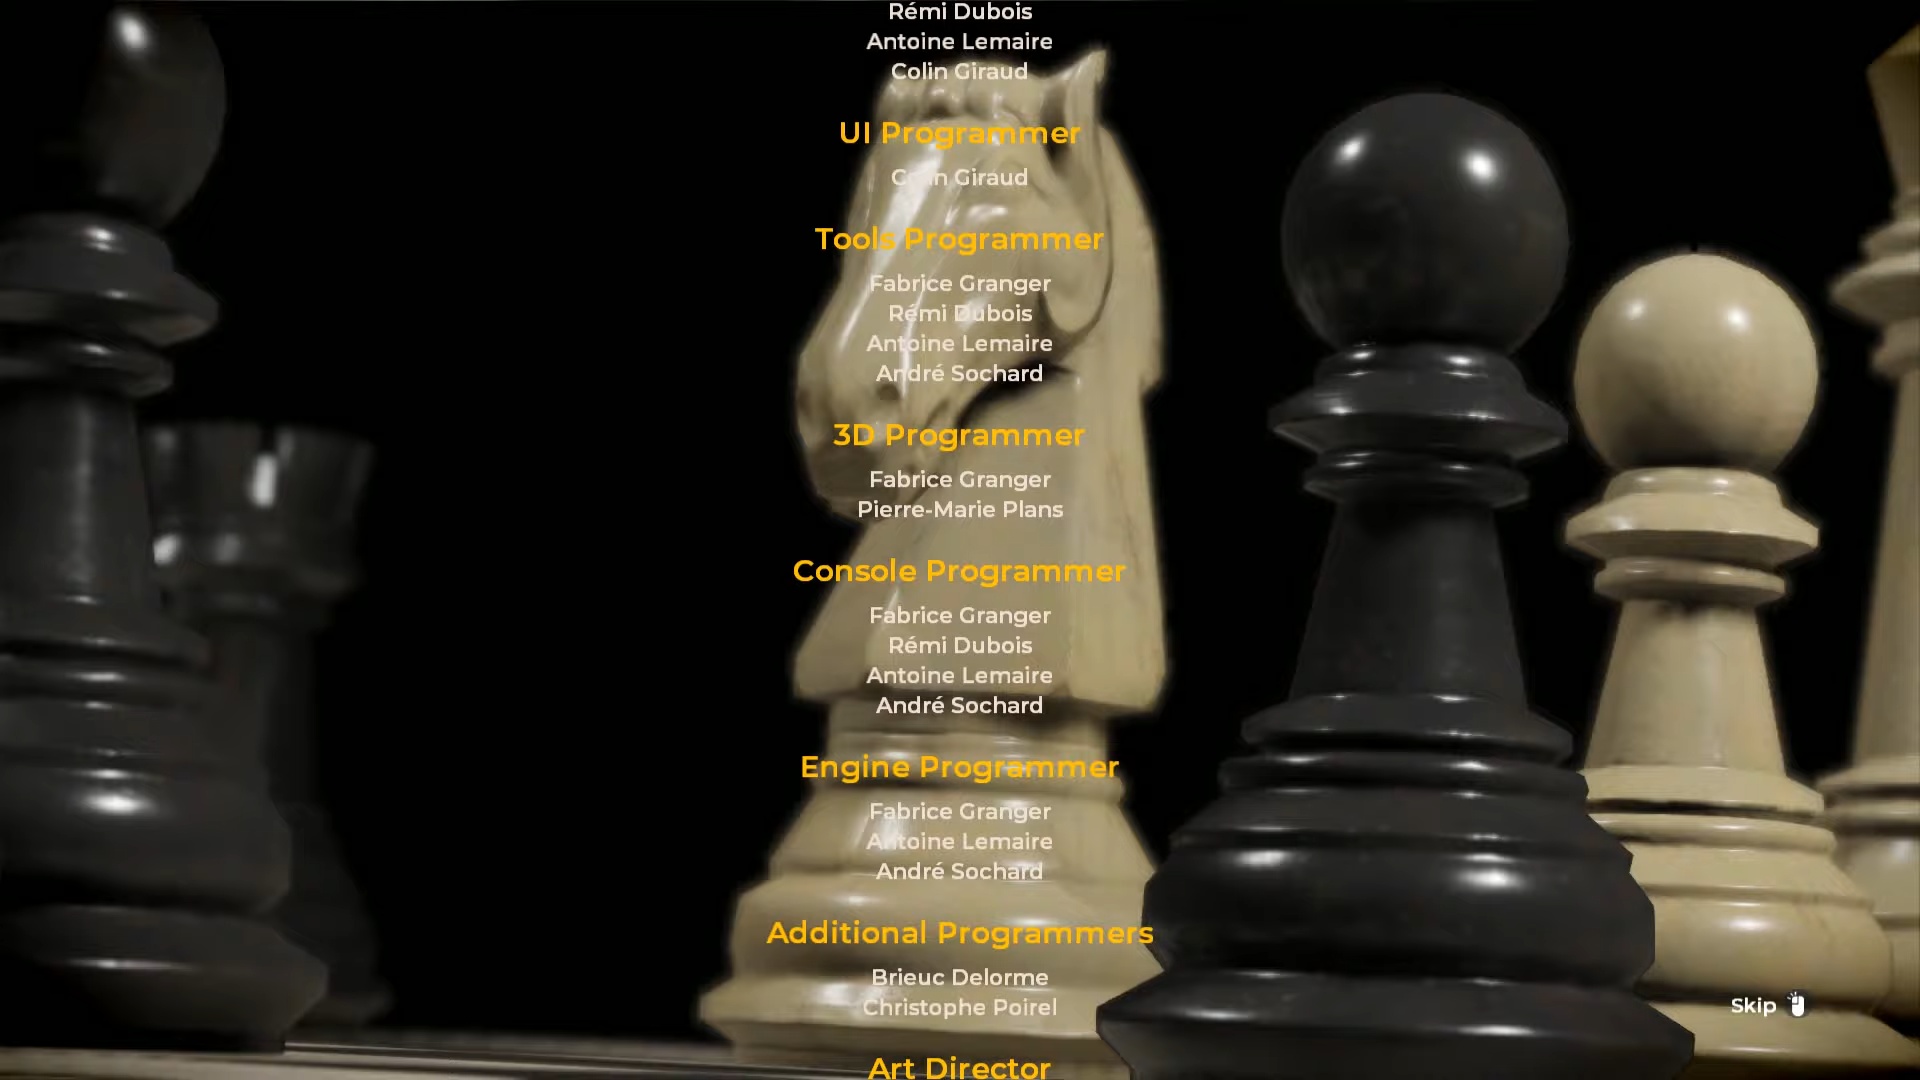 Rémi Dubois
Antoine Lemaire
Colin Giraud
UI Programmer
Colin Giraud
Tools Programmer
Fabrice Granger
Rémi Dubois
Antoine Lemaire
André Sochard
3D Programmer
Fabrice Granger
Pierre-Marie Plans
Console Programmer
Fabrice Granger
Rémi Dubois
Antoine Lemaire
André Sochard
Engine Programmer
Fabrice Granger
Antoine Lemaire
André Sochard
Additional Programmers
Brieuc Delorme
Christophe Poirel
Skip
Art Director